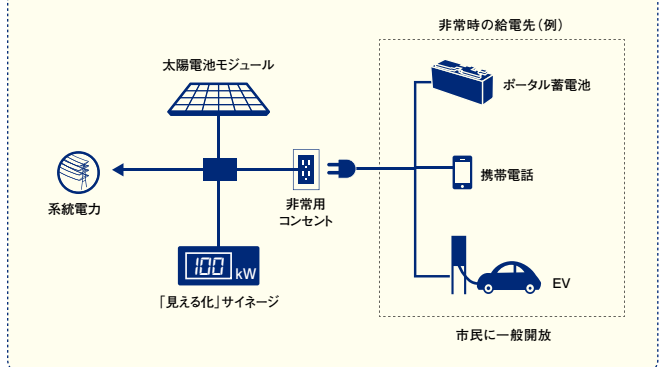 非常時の給電先(例)
太陽電池モジュール
ポータル蓄電池
携帯電話
系統電力
非常用
コンセント
100 kW
「見える化」サイネージ
EV
市民に一般開放